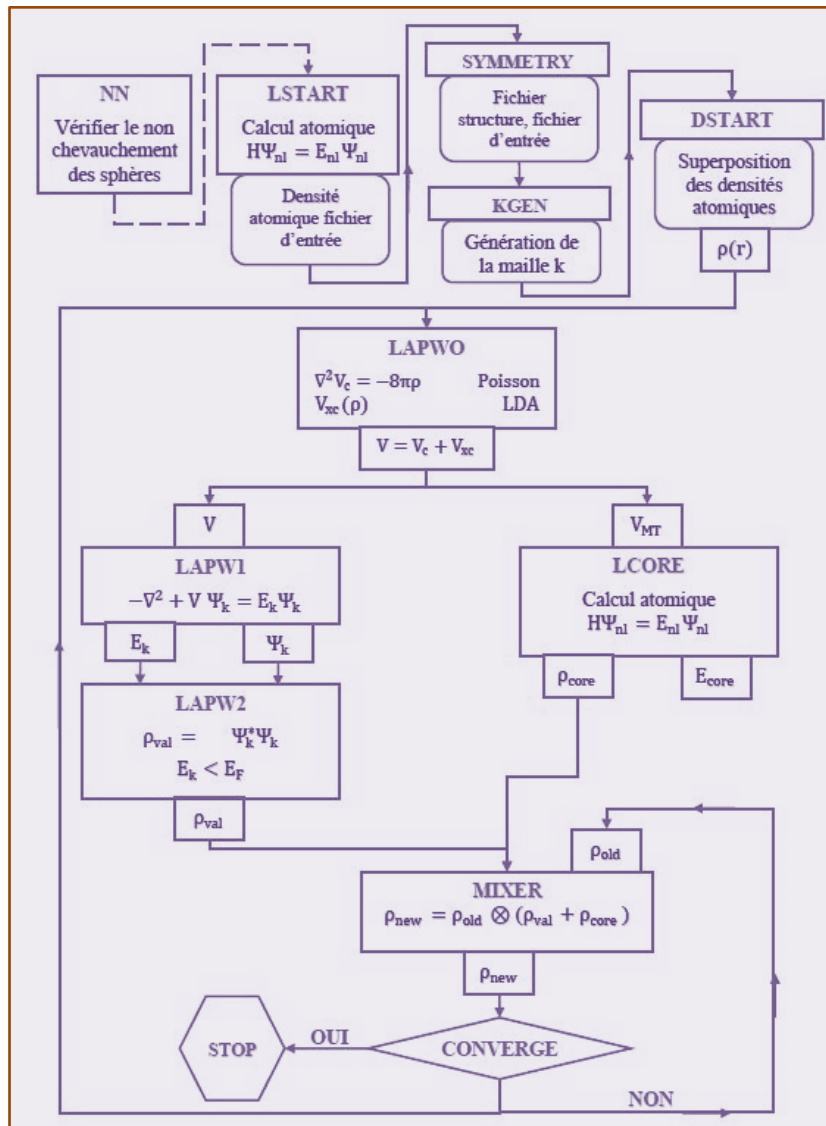 NN
Vérifier le non
chevauchement
des sphères
LSTART
Calcul atomique
HΨnl = EnlΨnl
Densité
atomique fichier
d'entrée
SYMMETRY
Fichier
structure, fichier
d'entrée
KGEN
Génération de
la maille k
DSTART
Superposition
des densités
atomiques
ρ(r)
LAPWO
∇²Vc = −8πρ Poisson
Vxc(ρ) LDA
V = Vc + Vxc
V
LAPW1
−∇² + V Ψk = EkΨk
Ek
Ψk
LAPW2
ρval = Ψk*Ψk
Ek < EF
ρval
VMT
LCORE
Calcul atomique
HΨnl = EnlΨnl
ρcore
Ecore
ρold
MIXER
ρnew = ρold ⊗ (ρval + ρcore )
ρnew
CONVERGE
OUI
STOP
NON